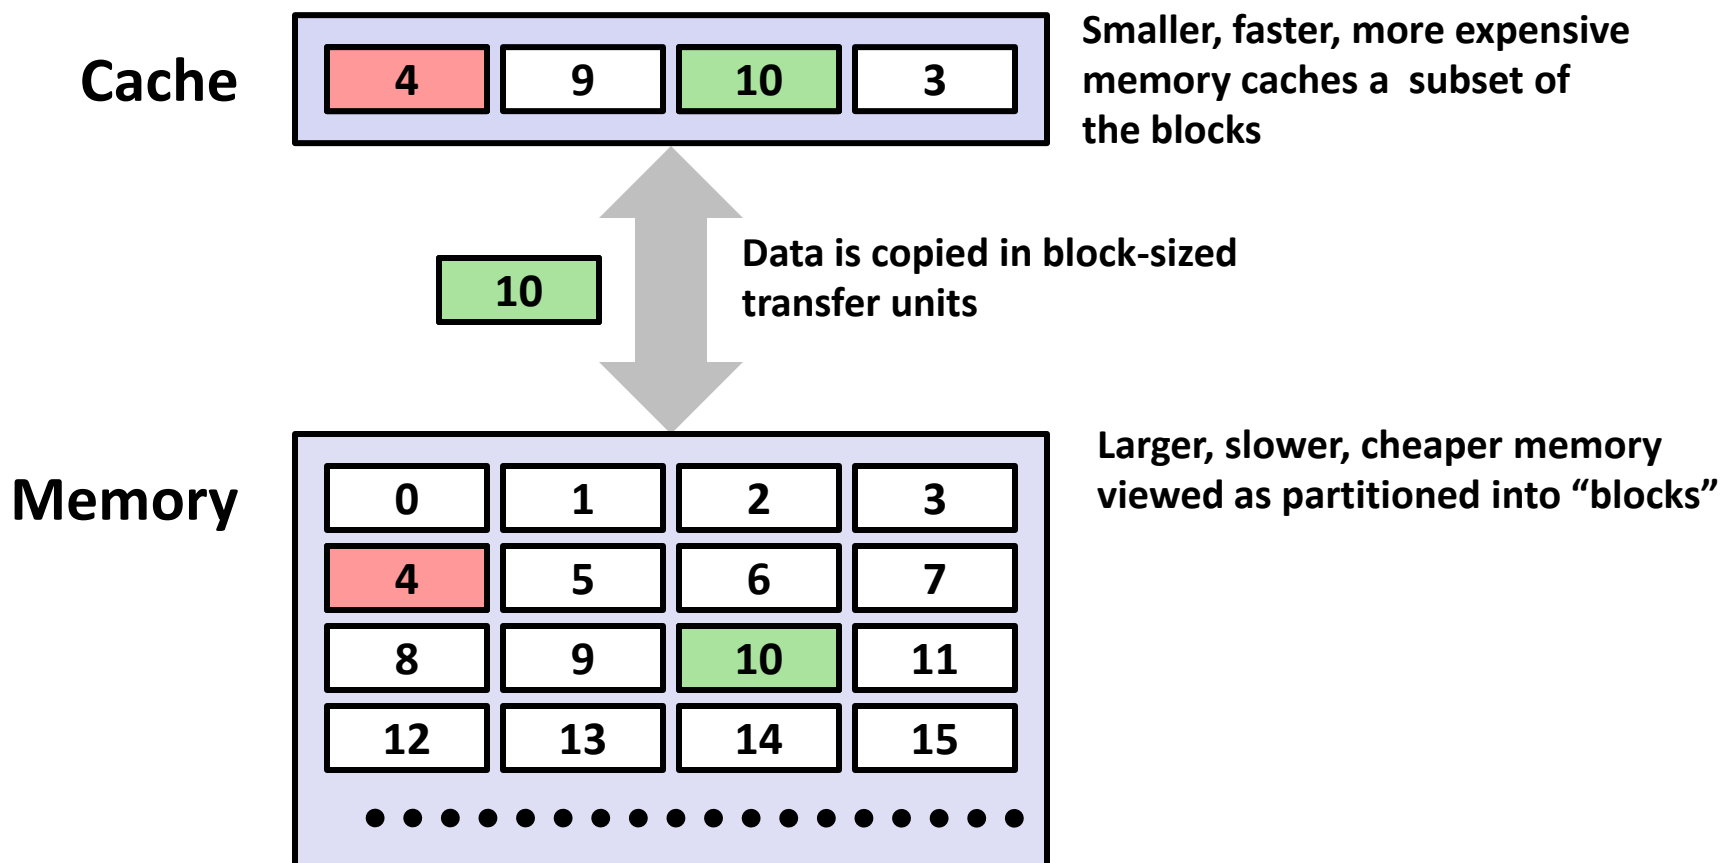 Cache
4 9 10 3
Smaller, faster, more expensive
memory caches a subset of
the blocks
10
Data is copied in block-sized
transfer units
Memory
0 1 2 3
4 5 6 7
8 9 10 11
12 13 14 15
Larger, slower, cheaper memory
viewed as partitioned into “blocks”